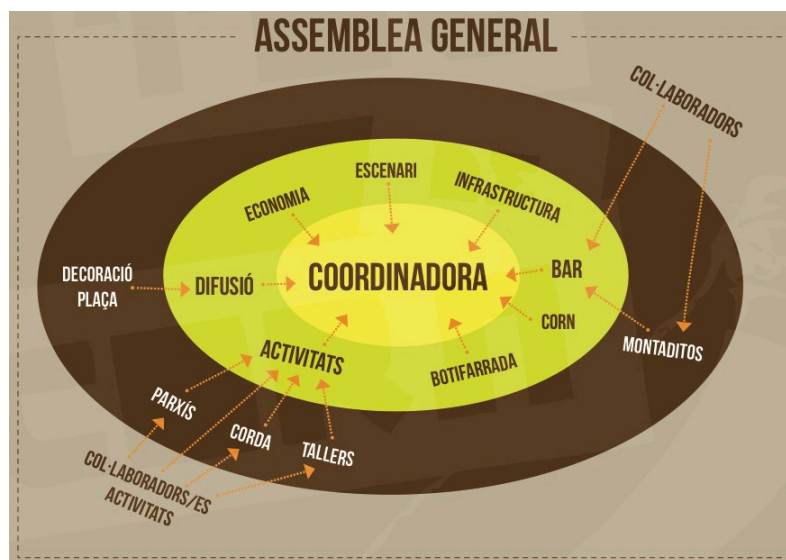 ASSEMBLEA GENERAL
COL·LABORADORS
ESCENARI
INFRASTRUCTURA
ECONOMIA
DECORACIÓ
PLAÇA
DIFUSIÓ
COORDINADORA
BAR
CORN
MONTADITOS
ACTIVITATS
BOTIFARRADA
PARXÍS
CORDA
TALLERS
COL·LABORADORS/ES
ACTIVITATS